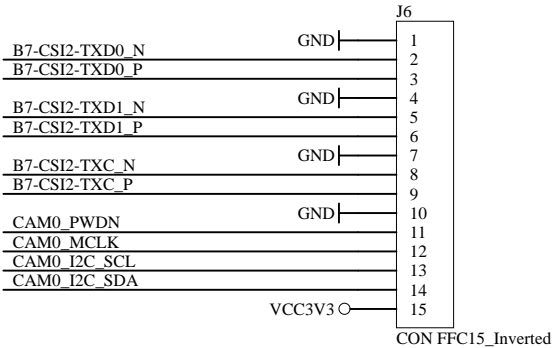 J6
GND 1
B7-CSI2-TXD0_N 2
B7-CSI2-TXD0_P 3
GND 4
B7-CSI2-TXD1_N 5
B7-CSI2-TXD1_P 6
GND 7
B7-CSI2-TXC_N 8
B7-CSI2-TXC_P 9
GND 10
CAM0_PWDN 11
CAM0_MCLK 12
CAM0_I2C_SCL 13
CAM0_I2C_SDA 14
VCC3V3 15
CON FFC15_Inverted